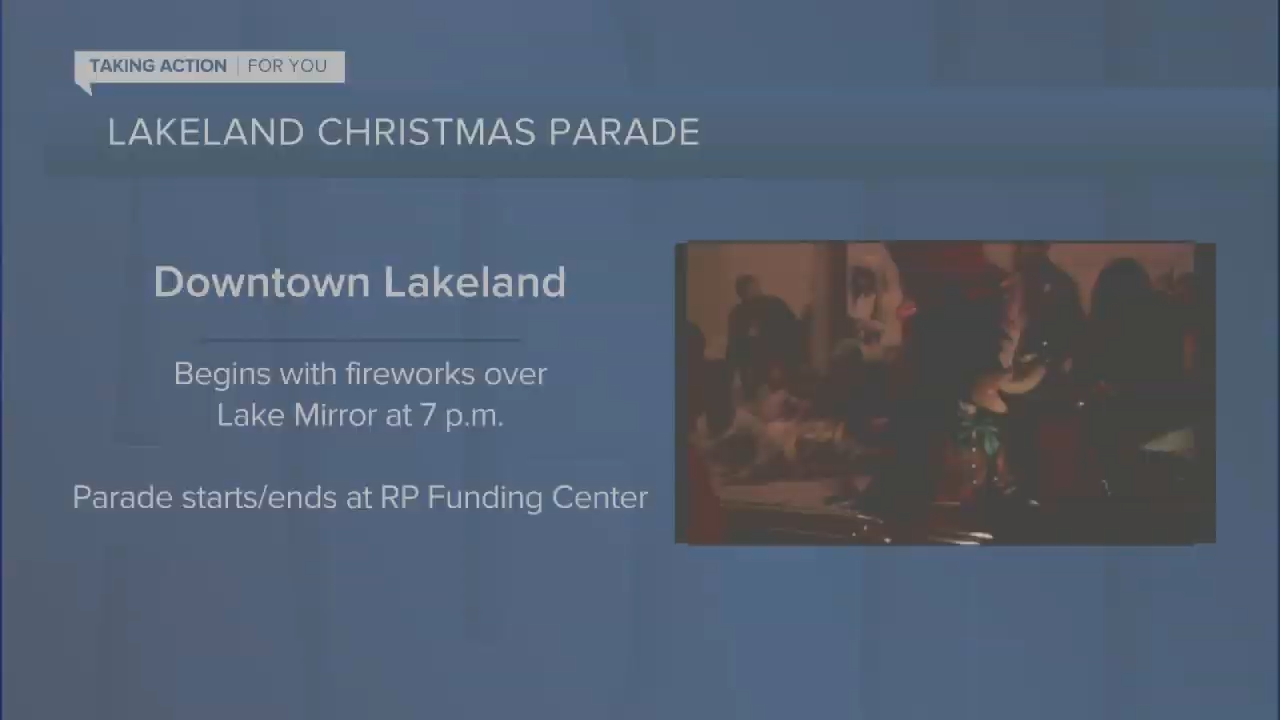 TAKING ACTION | FOR YOU
LAKELAND CHRISTMAS PARADE
Downtown Lakeland
Begins with fireworks over
Lake Mirror at 7 p.m.
Parade starts/ends at RP Funding Center